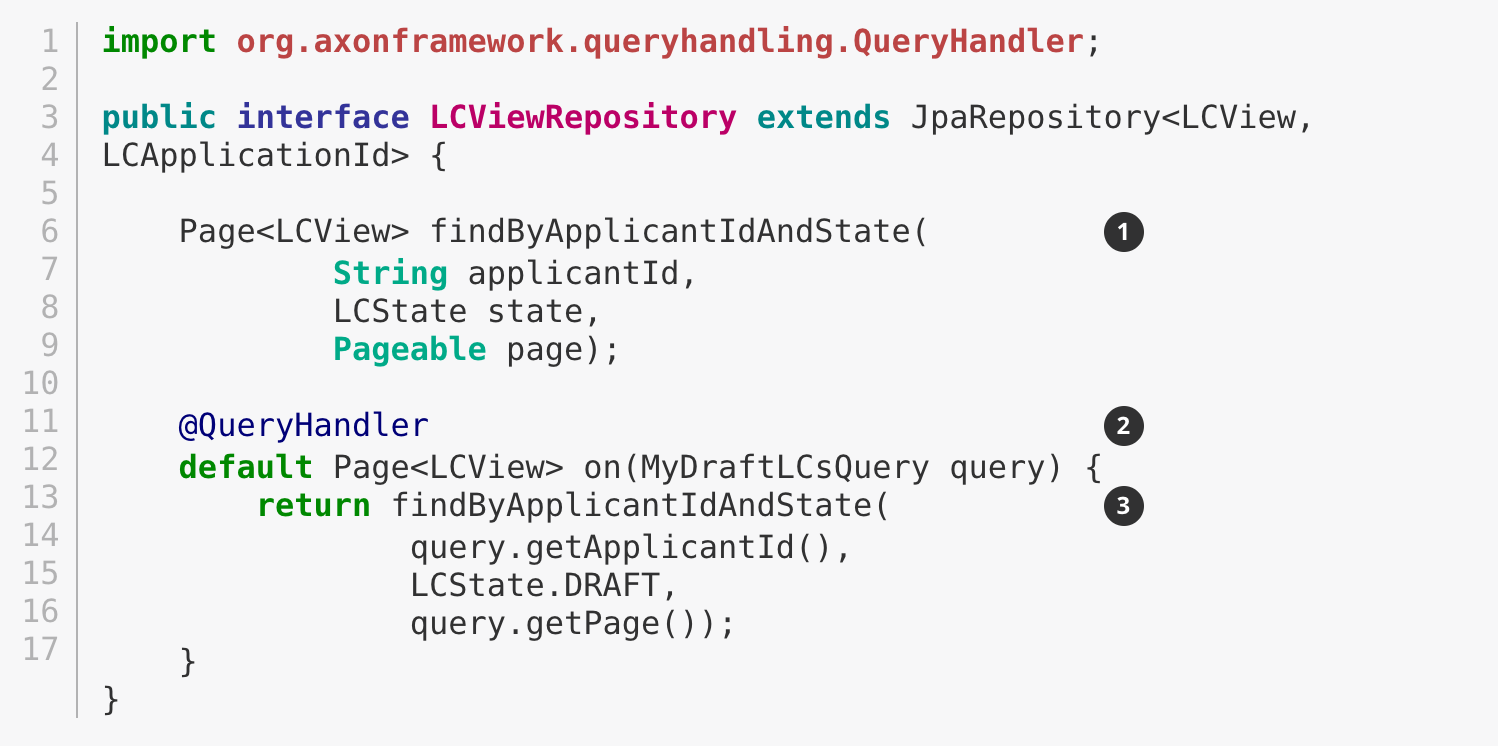 1 import org.axonframework.queryhandling.QueryHandler;
2
3 public interface LCViewRepository extends JpaRepository<LCView,
4 LCApplicationId> {
5
6     Page<LCView> findByApplicantIdAndState( 1
7             String applicantId,
8             LCState state,
9             Pageable page);
10
11     @QueryHandler 2
12     default Page<LCView> on(MyDraftLCsQuery query) {
13         return findByApplicantIdAndState( 3
14                 query.getApplicantId(),
15                 LCState.DRAFT,
16                 query.getPage());
17     }
}